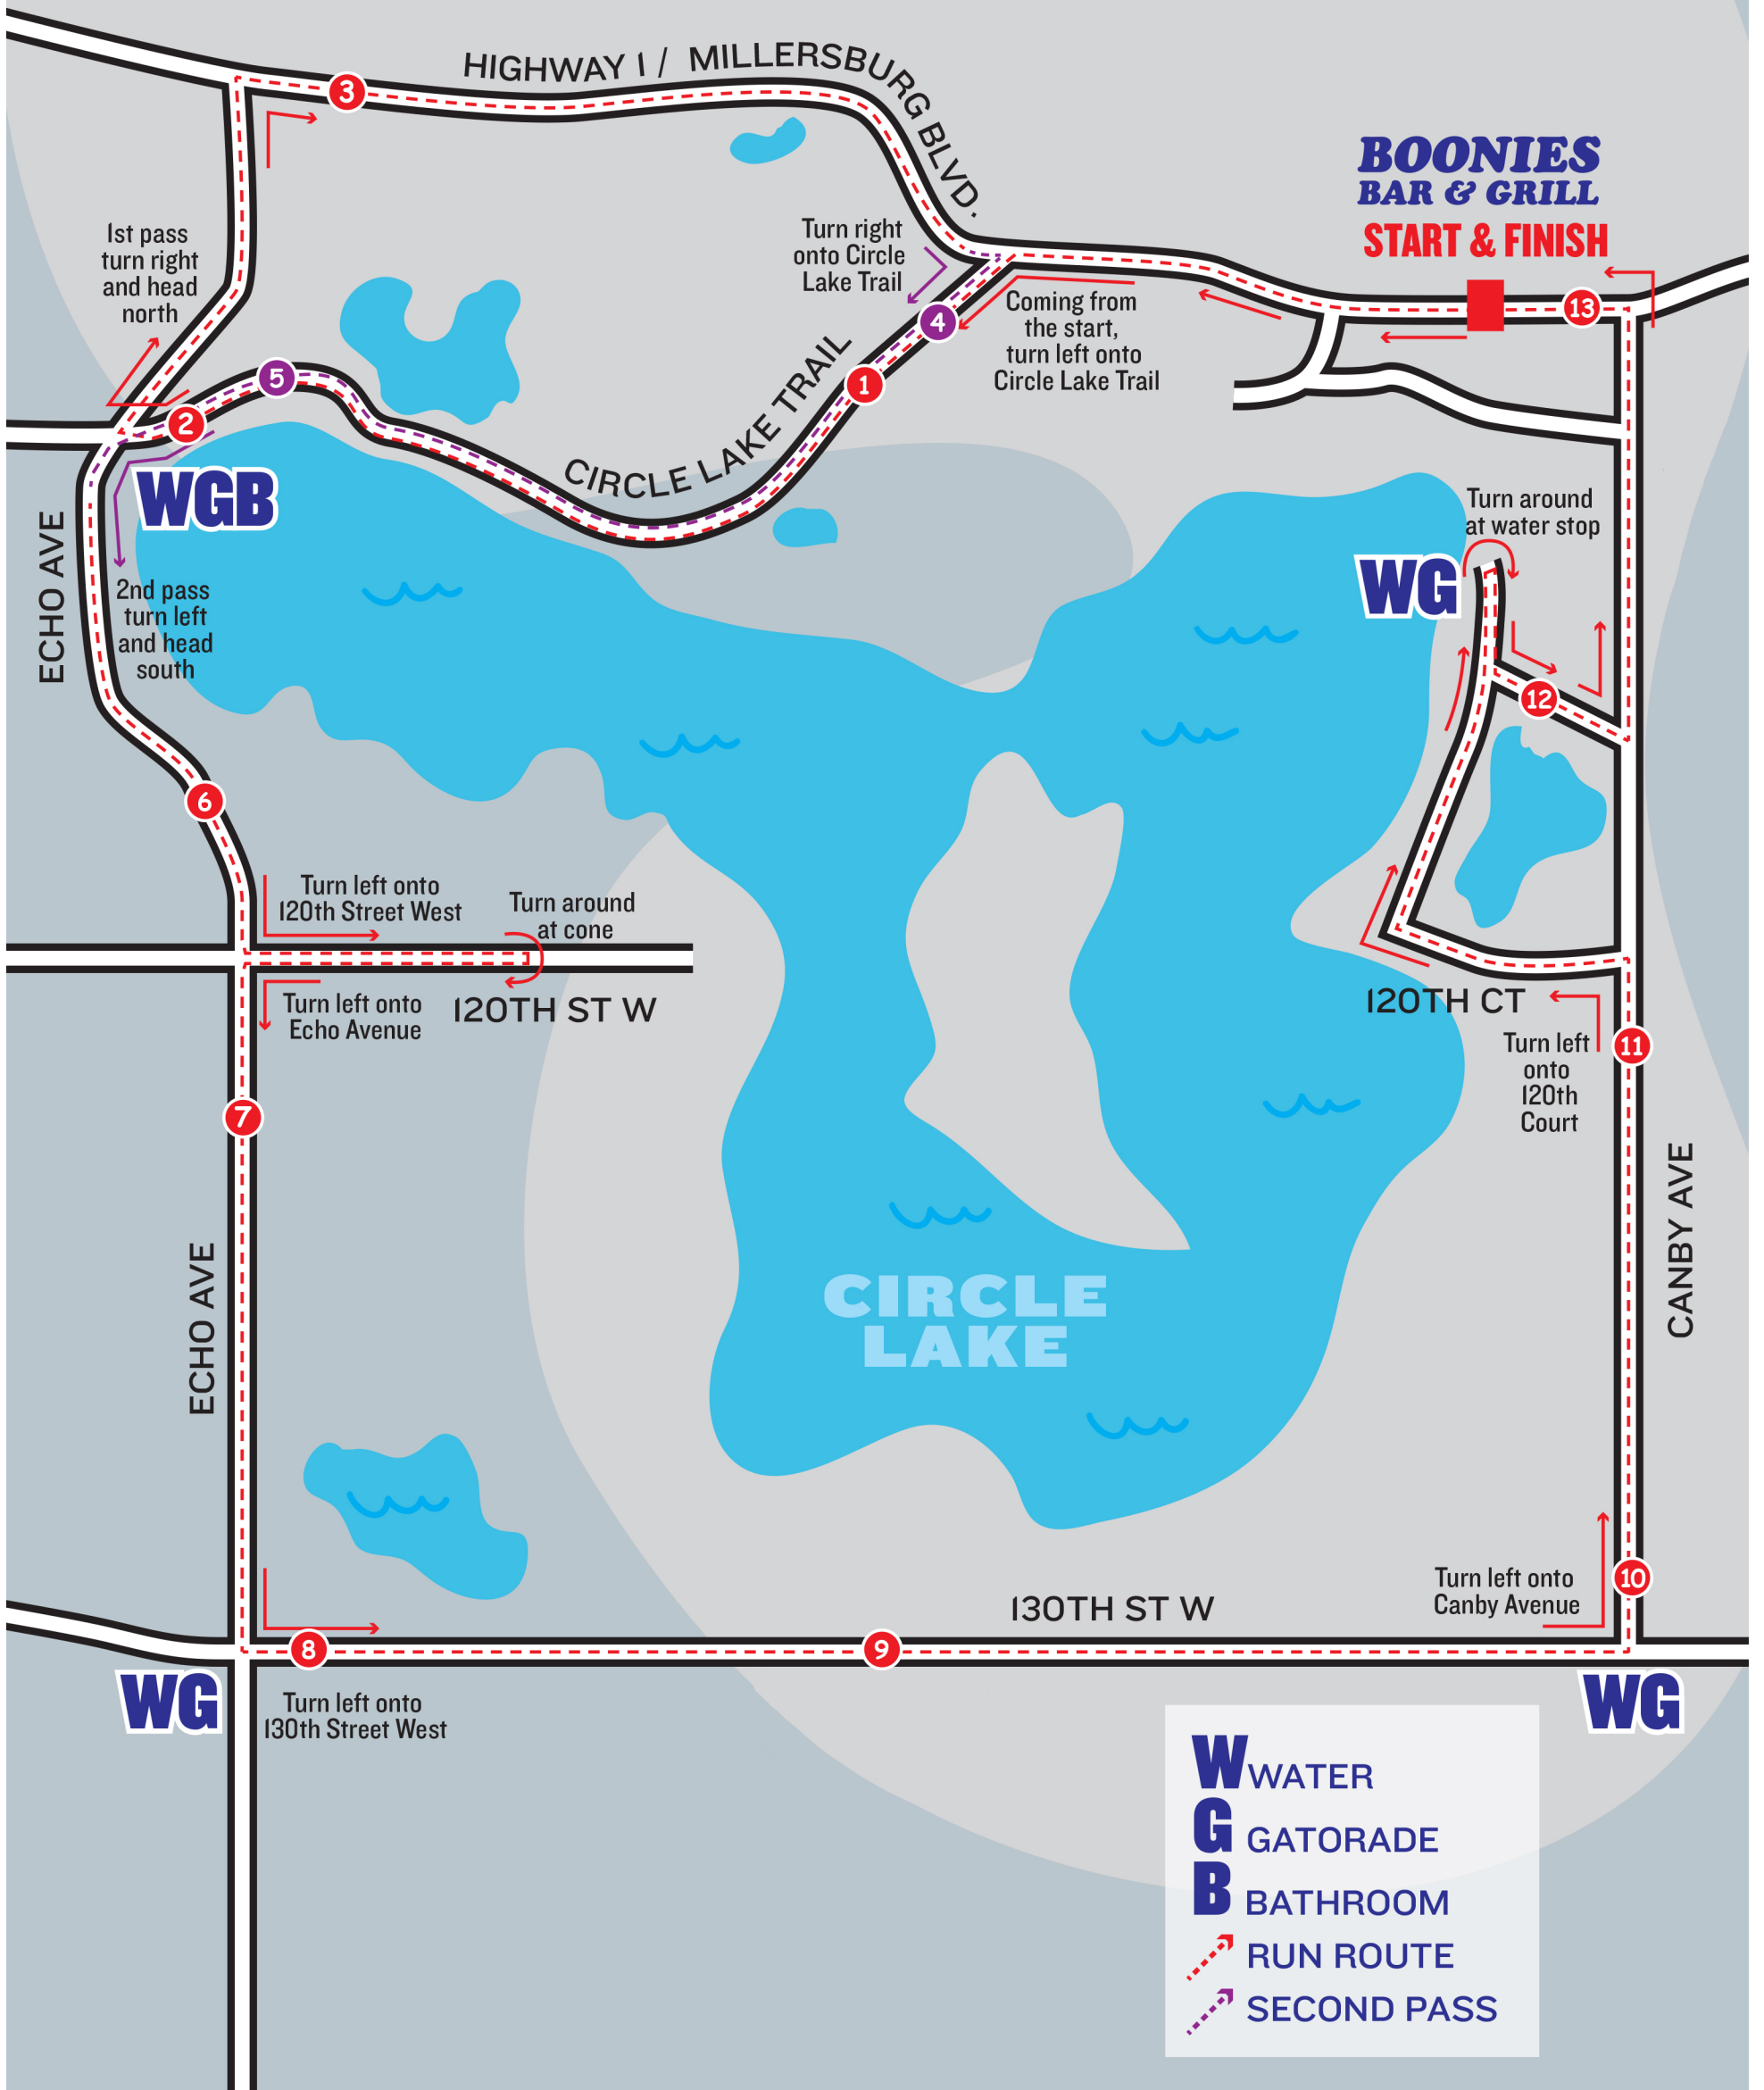 HIGHWAY 1 / MILLERSBURG BLVD.
3
BOONIES
BAR & GRILL
START & FINISH
13
1st pass
turn right
and head
north
Turn right
onto Circle
Lake Trail
Coming from
the start,
turn left onto
Circle Lake Trail
4
1
5
2
CIRCLE LAKE TRAIL
WGB
ECHO AVE
2nd pass
turn left
and head
south
Turn around
at water stop
WG
12
6
Turn left onto
120th Street West
Turn around
at cone
Turn left onto
Echo Avenue
120TH ST W
120TH CT
Turn left
onto
120th
Court
11
7
CANBY AVE
ECHO AVE
CIRCLE
LAKE
Turn left onto
Canby Avenue
10
130TH ST W
8
9
WG
Turn left onto
130th Street West
WG
W WATER
G GATORADE
B BATHROOM
RUN ROUTE
SECOND PASS